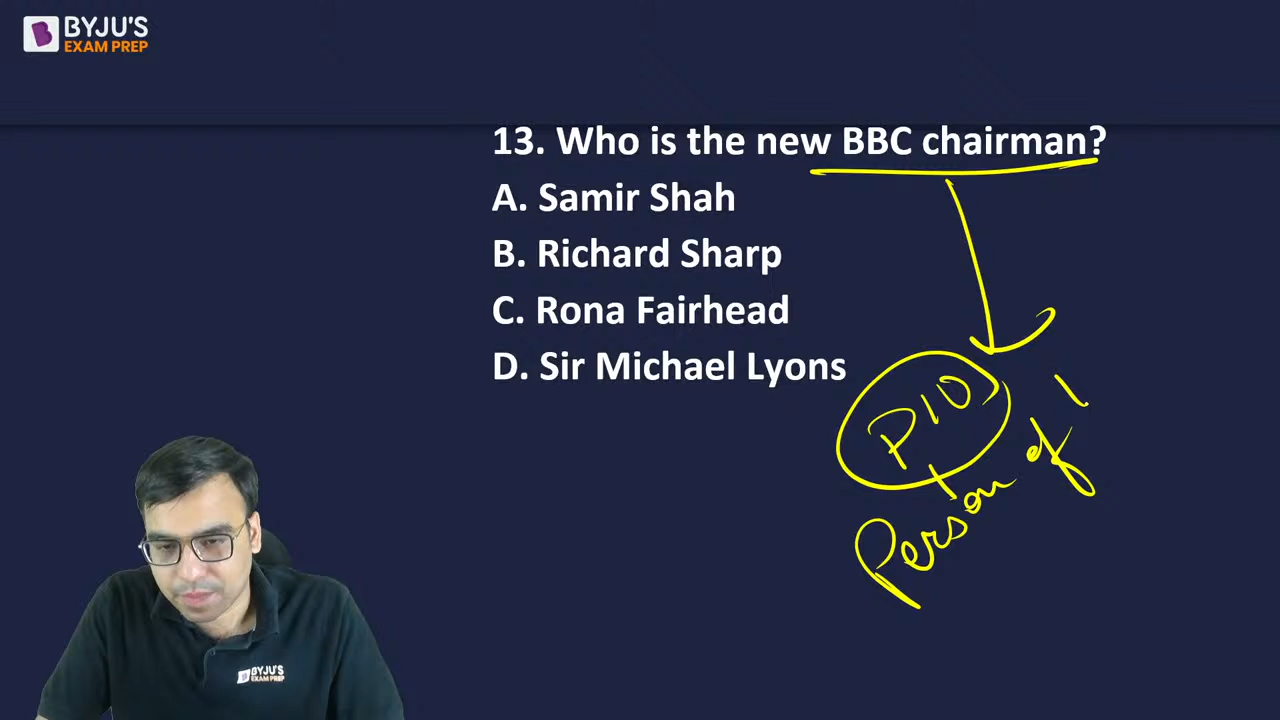 BYJU'S
EXAM PREP
13. Who is the new BBC chairman?
A. Samir Shah
B. Richard Sharp
C. Rona Fairhead
D. Sir Michael Lyons
PIO
Person of I
BYJU'S
EXAM PREP